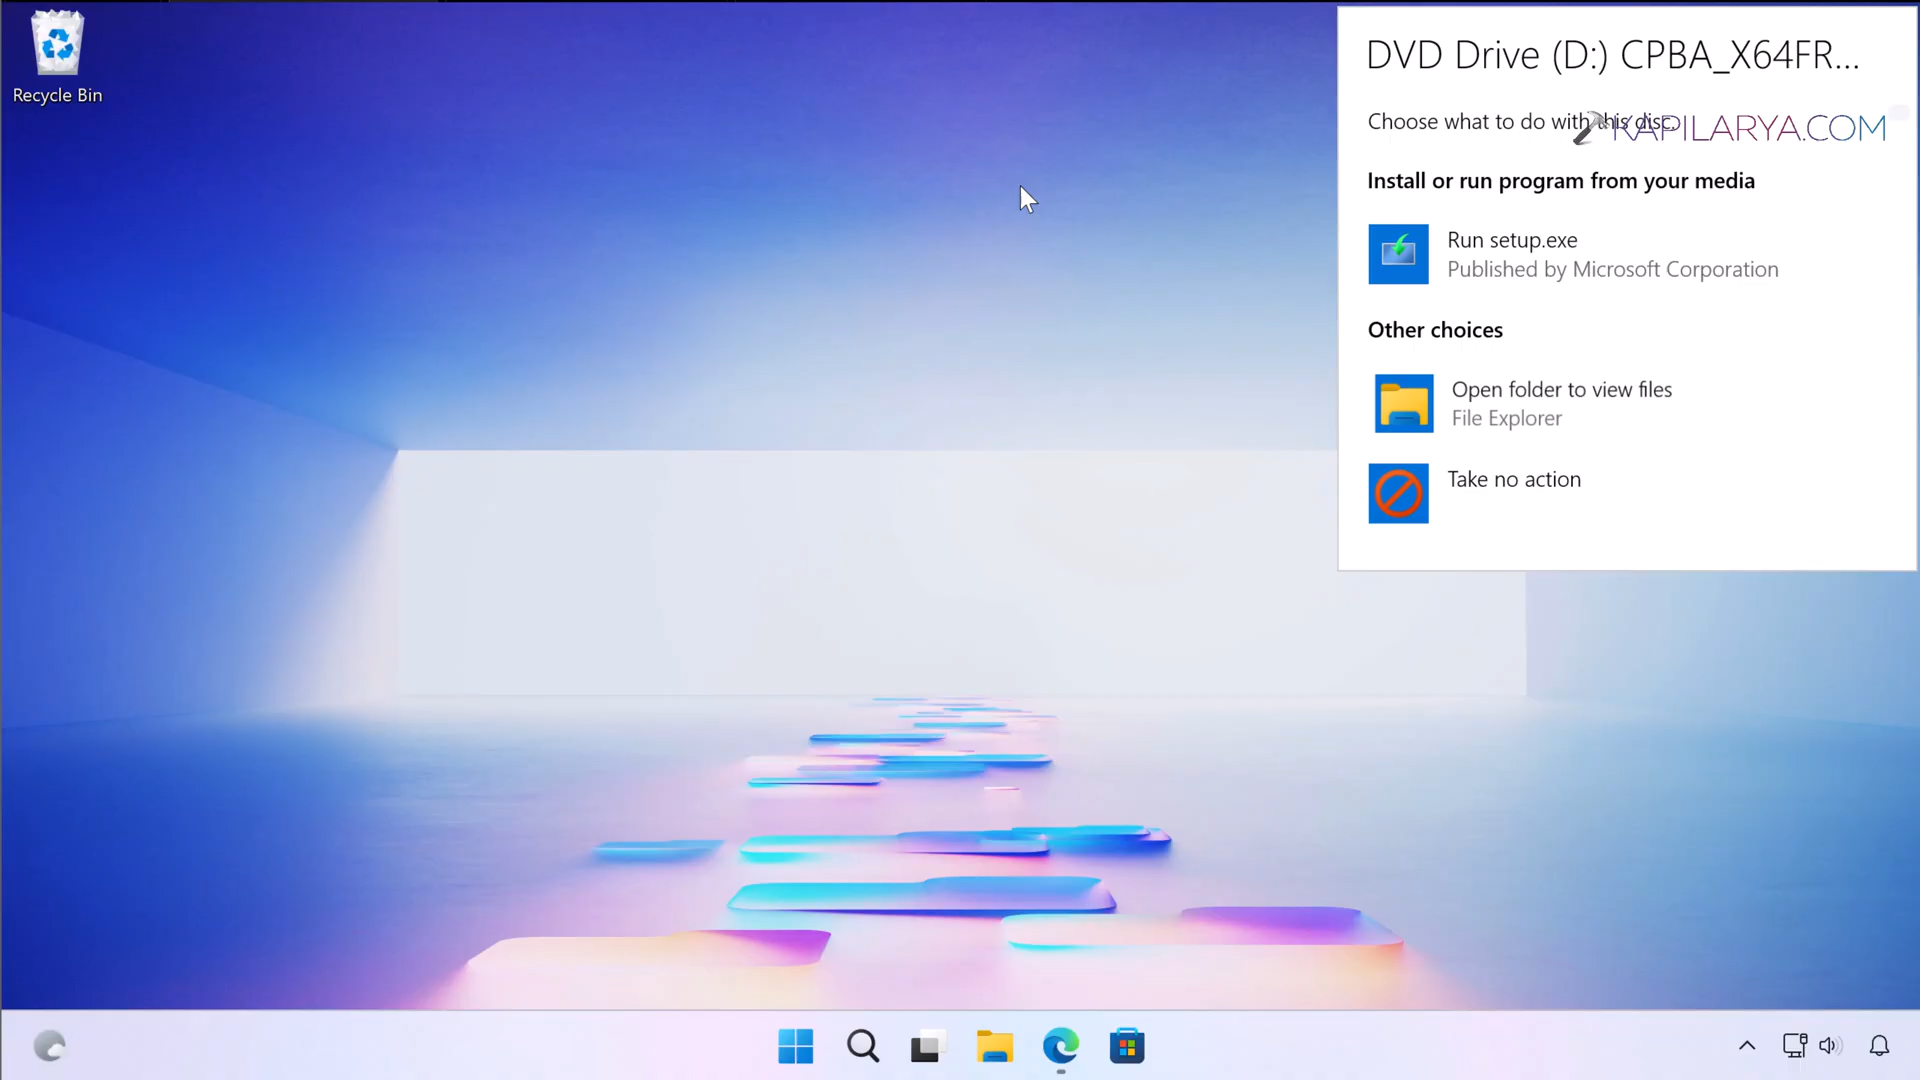 Recycle Bin
DVD Drive (D:) CPBA_X64FR...
Choose what to do with this disc.
KAPILARYA.COM
Install or run program from your media
Run setup.exe
Published by Microsoft Corporation
Other choices
Open folder to view files
File Explorer
Take no action